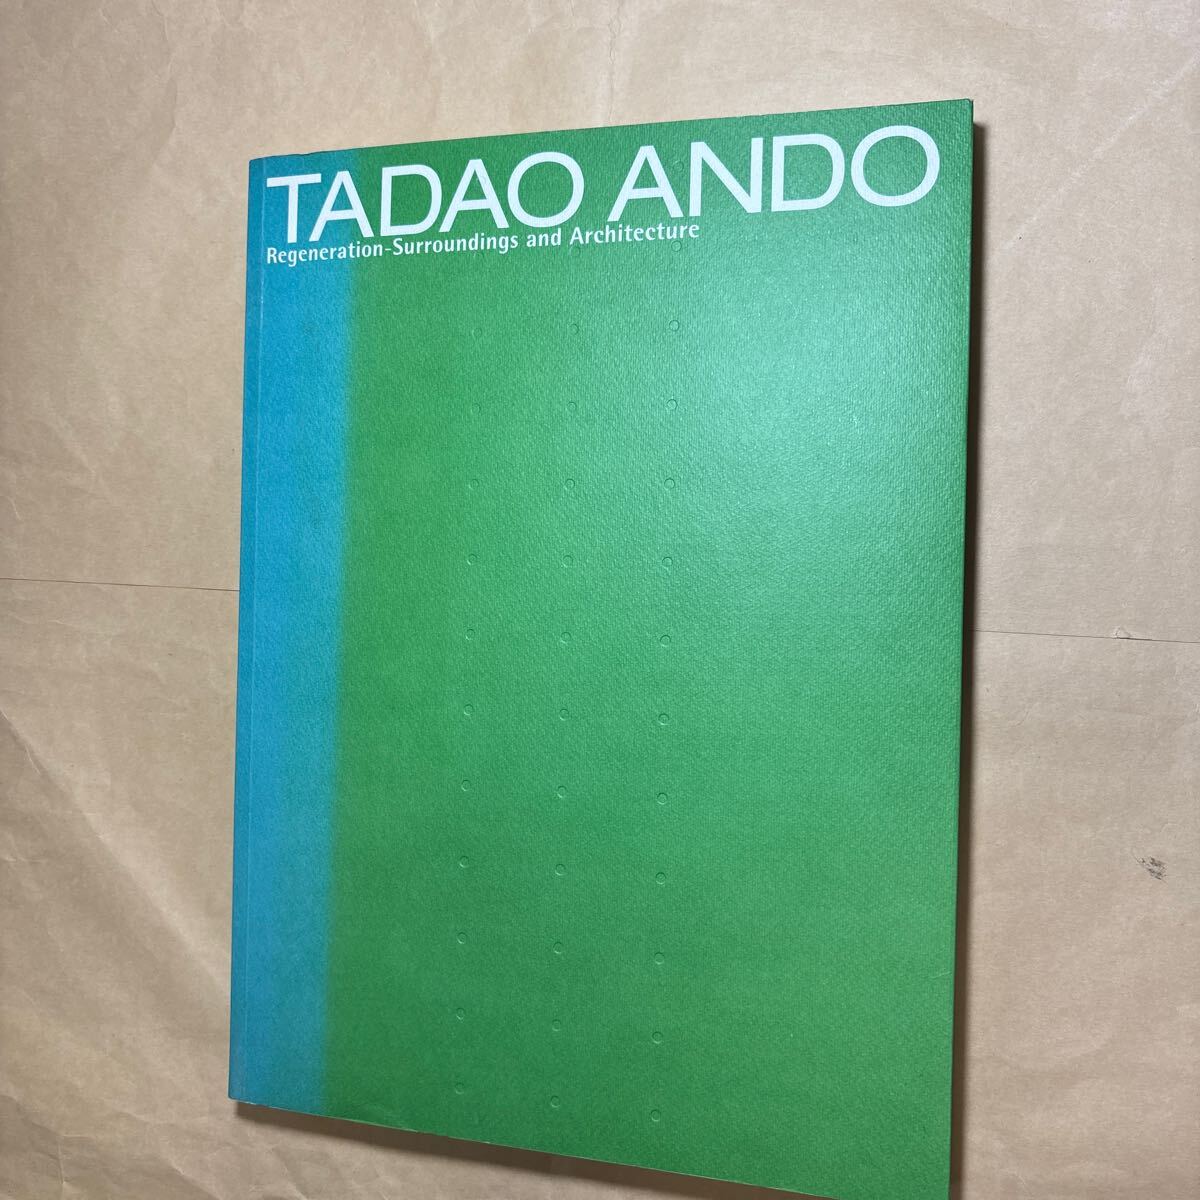 TADAO ANDO
Regeneration-Surroundings and Architecture